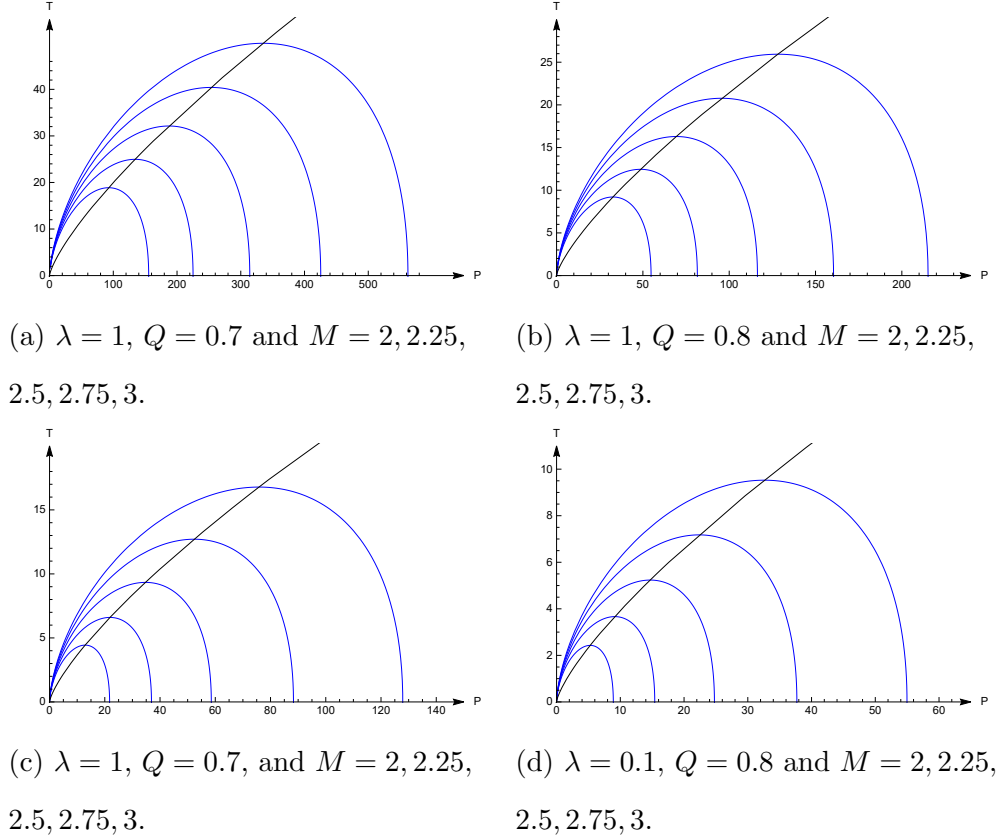 T
40
30
20
10
0
0 100 200 300 400 500
P
T
25
20
15
10
5
0
0 50 100 150 200
P
(a) λ = 1, Q = 0.7 and M = 2, 2.25,
2.5, 2.75, 3.
(b) λ = 1, Q = 0.8 and M = 2, 2.25,
2.5, 2.75, 3.
T
15
10
5
0
0 20 40 60 80 100 120 140
P
T
10
8
6
4
2
0
0 10 20 30 40 50 60
P
(c) λ = 1, Q = 0.7, and M = 2, 2.25,
2.5, 2.75, 3.
(d) λ = 0.1, Q = 0.8 and M = 2, 2.25,
2.5, 2.75, 3.